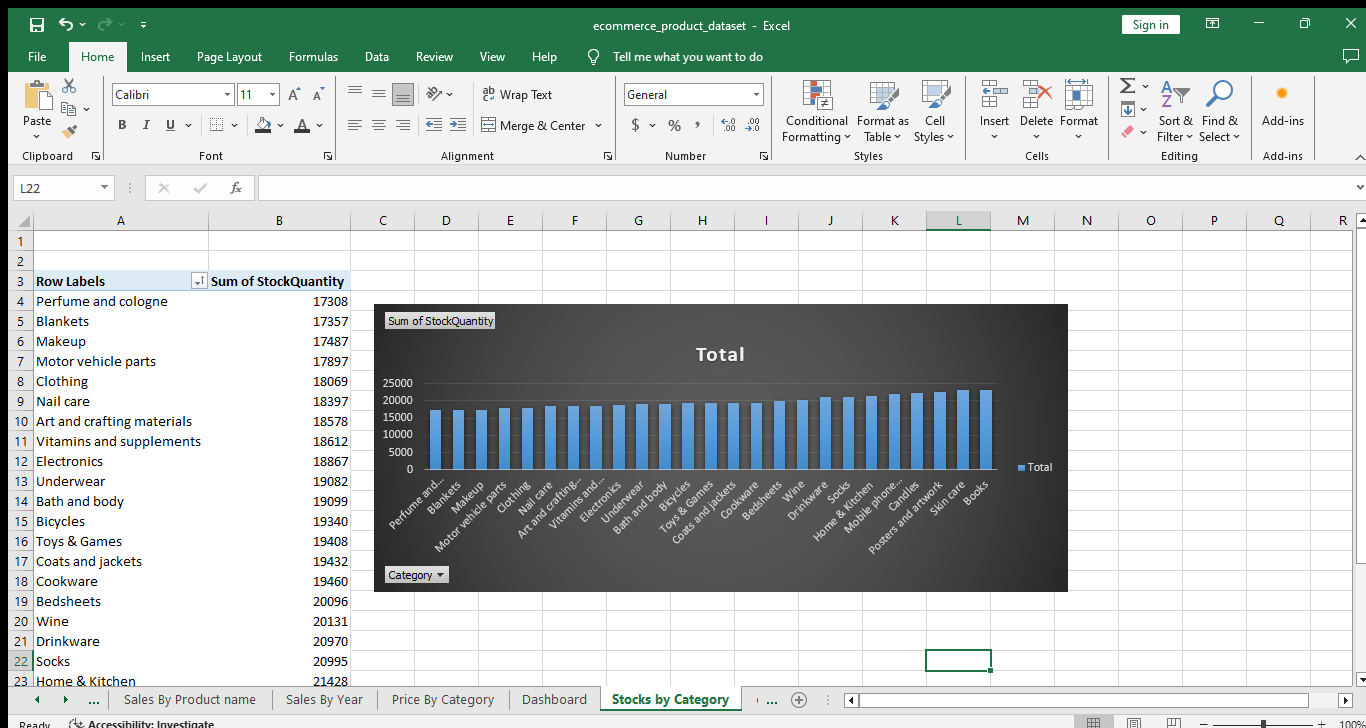 ecommerce_product_dataset - Excel
Sign in
File Home Insert Page Layout Formulas Data Review View Help Tell me what you want to do
Paste
Calibri 11
Wrap Text
General
Merge & Center
B I U A
$ % ,
Conditional Formatting
Format as Table
Cell Styles
Insert Delete Format
Sort & Filter
Find & Select
Add-ins
Clipboard Font Alignment Number Styles Cells Editing Add-ins
L22 fx
A B C D E F G H I J K L M N O P Q R
1
2
3 Row Labels Sum of StockQuantity
4 Perfume and cologne 17308
5 Blankets 17357
6 Makeup 17487
7 Motor vehicle parts 17897
8 Clothing 18069
9 Nail care 18397
10 Art and crafting materials 18578
11 Vitamins and supplements 18612
12 Electronics 18867
13 Underwear 19082
14 Bath and body 19099
15 Bicycles 19340
16 Toys & Games 19408
17 Coats and jackets 19432
18 Cookware 19460
19 Bedsheets 20096
20 Wine 20131
21 Drinkware 20970
22 Socks 20995
23 Home & Kitchen 21428
Sum of StockQuantity
Total
25000
20000
15000
10000
5000
0
Perfume and...
Blankets
Makeup
Motor vehicle parts
Clothing
Nail care
Art and crafting...
Vitamins and...
Electronics
Underwear
Bath and body
Bicycles
Toys & Games
Coats and jackets
Cookware
Bedsheets
Wine
Drinkware
Socks
Home & Kitchen
Mobile phone...
Candles
Posters and artwork
Skin care
Books
Total
Category
... Sales By Product name Sales By Year Price By Category Dashboard Stocks by Category ...
Ready Accessibility: Investigate 100%